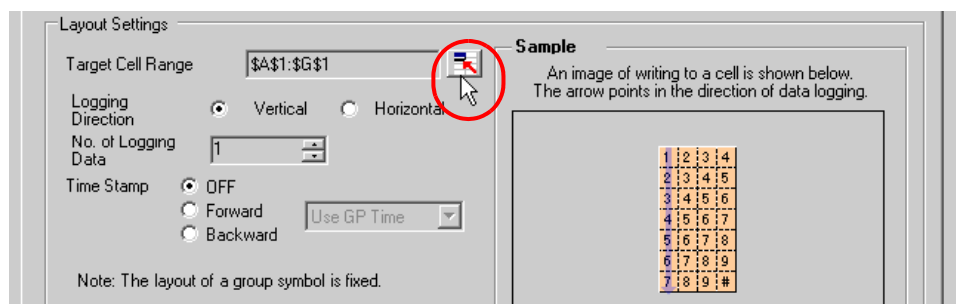 Layout Settings
Target Cell Range $A$1:$G$1
Logging
Direction
Vertical Horizontal
No. of Logging
Data
1
Time Stamp OFF
Forward
Backward
Use GP Time
Note: The layout of a group symbol is fixed.
Sample
An image of writing to a cell is shown below.
The arrow points in the direction of data logging.
1 2 3 4
2 3 4 5
3 4 5 6
4 5 6 7
5 6 7 8
6 7 8 9
7 8 9 #